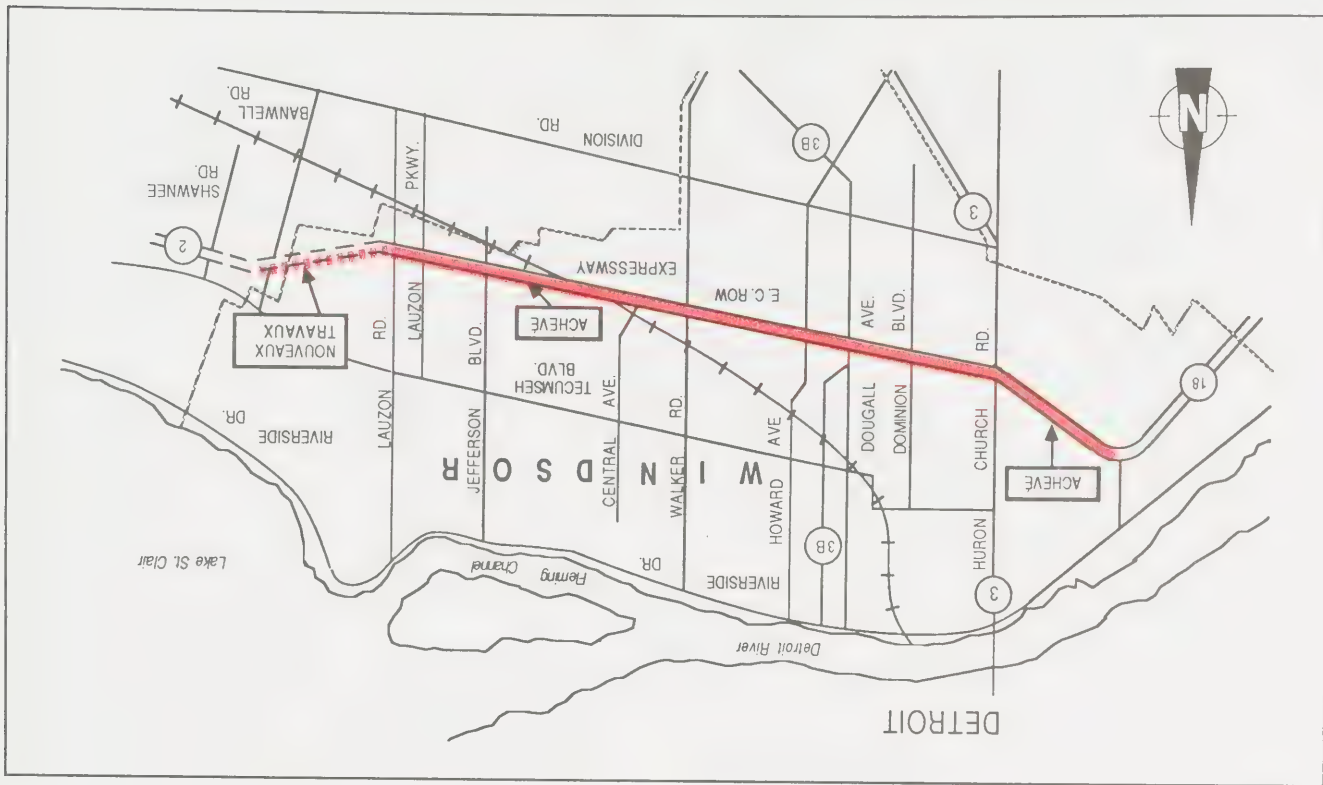 DETROIT
Detroit River
Fleming
Channel
Lake St. Clair
RIVERSIDE DR.
3
HURON CHURCH RD.
3B
HOWARD AVE
WALKER RD.
CENTRAL AVE.
JEFFERSON BLVD.
LAUZON RD.
RIVERSIDE DR.
WINDSOR
ACHEVÉ
DOMINION BLVD.
DOUGALL AVE.
TECUMSEH
BLVD.
18
NOUVEAUX
TRAVAUX
ACHEVÉ
E.C. ROW EXPRESSWAY
LAUZON PKWY.
2
3
3B
DIVISION RD.
SHAWNEE
RD.
BANWELL
RD.
N